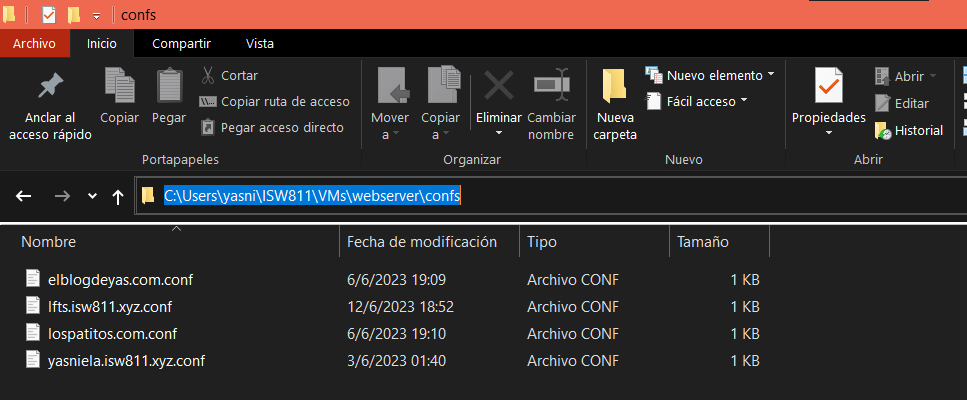 confs
Archivo Inicio Compartir Vista
Anclar al acceso rápido
Copiar
Pegar
Cortar
Copiar ruta de acceso
Pegar acceso directo
Portapapeles
Mover a
Copiar a
Eliminar
Cambiar nombre
Organizar
Nueva carpeta
Nuevo elemento
Fácil acceso
Nuevo
Propiedades
Abrir
Editar
Historial
Abrir
C:\Users\yasni\ISW811\VMs\webserver\confs
Nombre Fecha de modificación Tipo Tamaño
elblogdeyas.com.conf 6/6/2023 19:09 Archivo CONF 1 KB
lfts.isw811.xyz.conf 12/6/2023 18:52 Archivo CONF 1 KB
lospatitos.com.conf 6/6/2023 19:10 Archivo CONF 1 KB
yasniela.isw811.xyz.conf 3/6/2023 01:40 Archivo CONF 1 KB